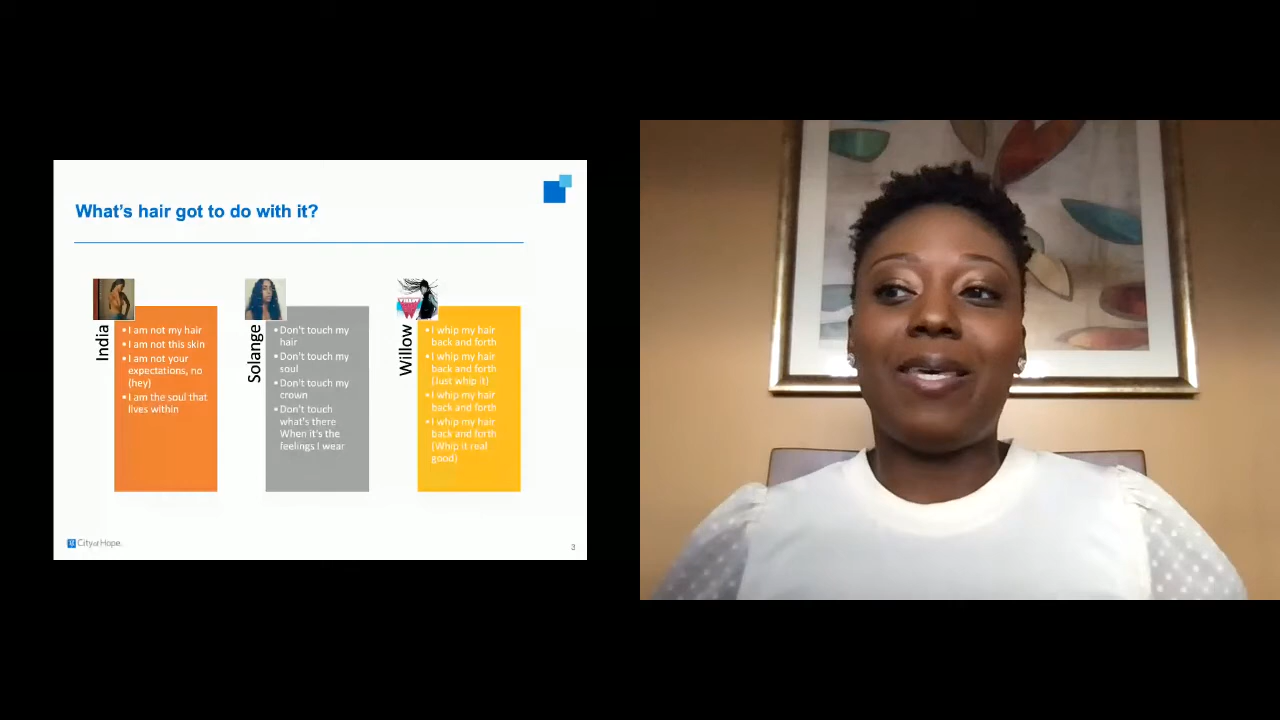 What's hair got to do with it?
India
▪ I am not my hair
▪ I am not this skin
▪ I am not your
expectations, no
(hey)
▪ I am the soul that
lives within
Solange
▪ Don't touch my
hair
▪ Don't touch my
soul
▪ Don't touch my
crown
▪ Don't touch
what's there
When it's the
feelings I wear
Willow
▪ I whip my hair
back and forth
▪ I whip my hair
back and forth
(Just whip it)
▪ I whip my hair
back and forth
▪ I whip my hair
back and forth
(Whip it real
good)
City of Hope.
3